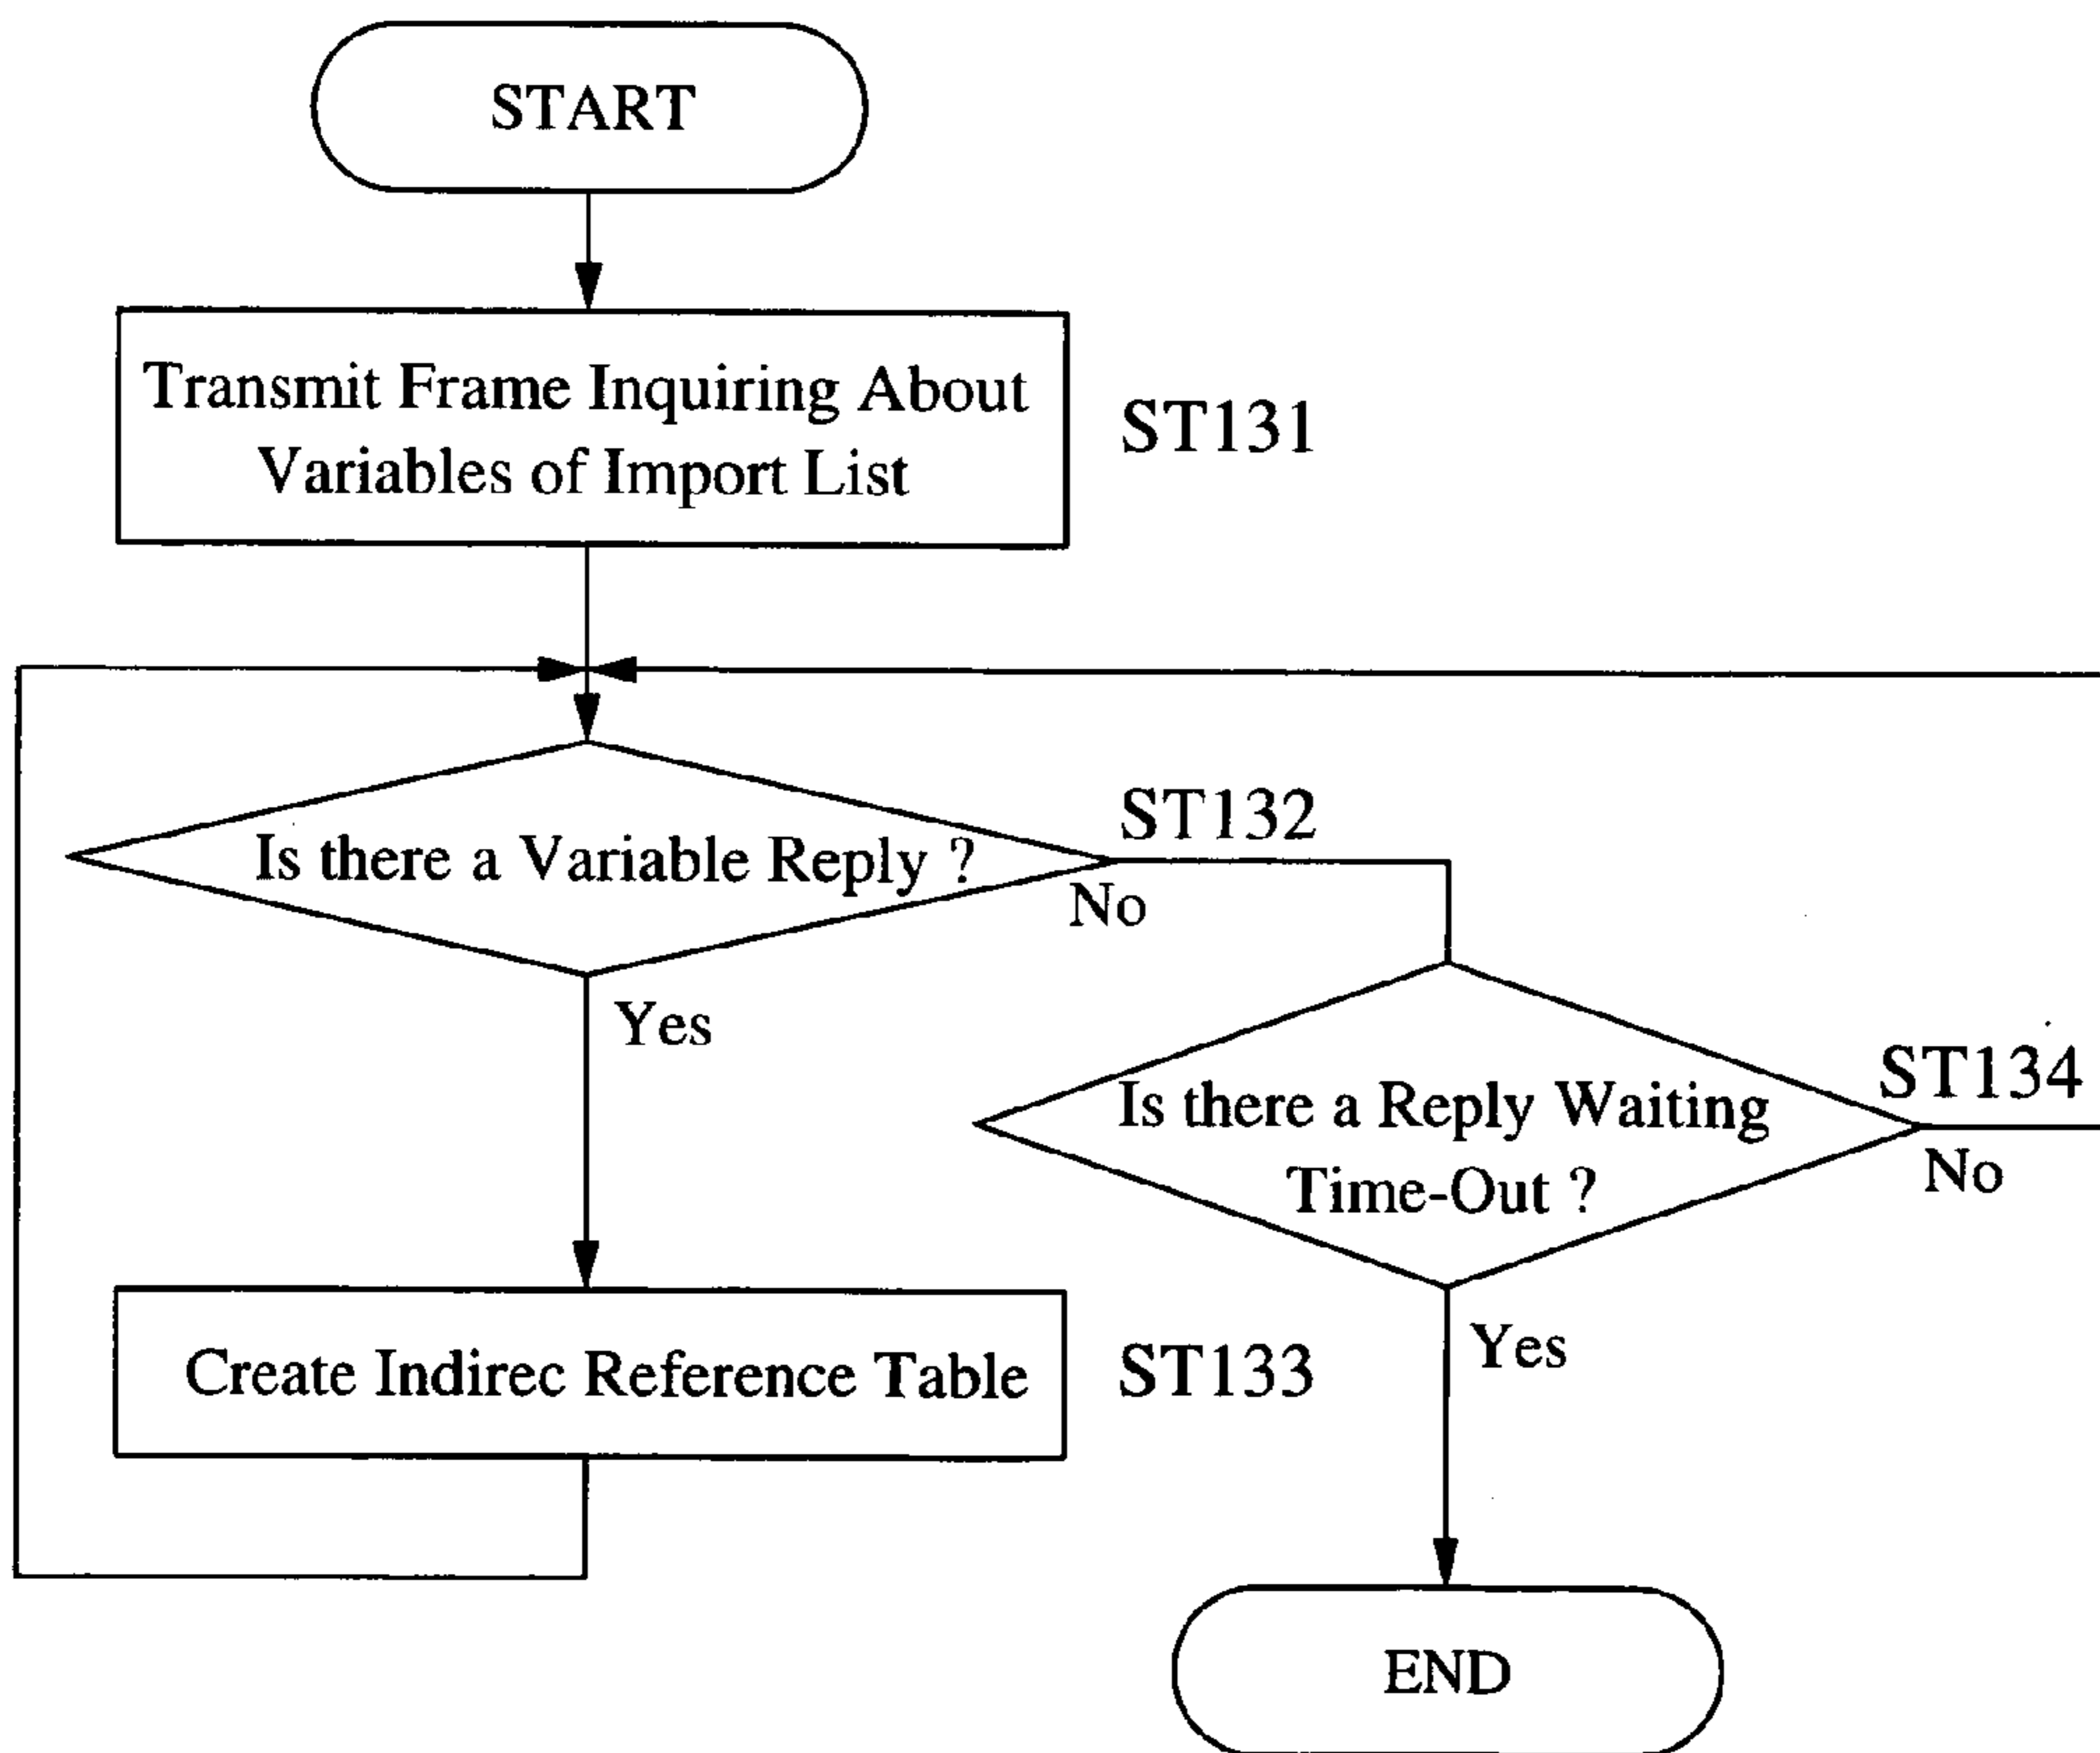 START
Transmit Frame Inquiring About
Variables of Import List
ST131
ST132
Is there a Variable Reply ?
No
Yes
ST134
Is there a Reply Waiting
Time-Out ?
No
Yes
Create Indirec Reference Table
ST133
END